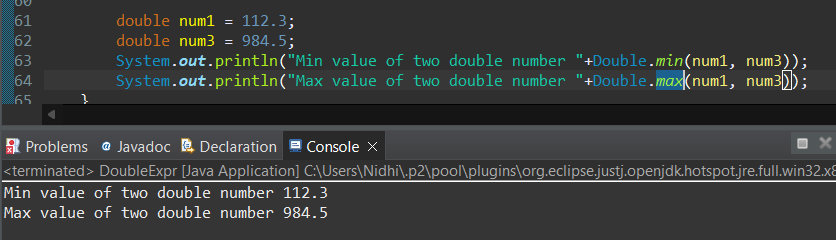 60
61 double num1 = 112.3;
62 double num3 = 984.5;
63 System.out.println("Min value of two double number "+Double.min(num1, num3));
64 System.out.println("Max value of two double number "+Double.max(num1, num3));
65 }
Problems @ Javadoc Declaration Console
<terminated> DoubleExpr [Java Application] C:\Users\Nidhi\.p2\pool\plugins\org.eclipse.justj.openjdk.hotspot.jre.full.win32.x8
Min value of two double number 112.3
Max value of two double number 984.5